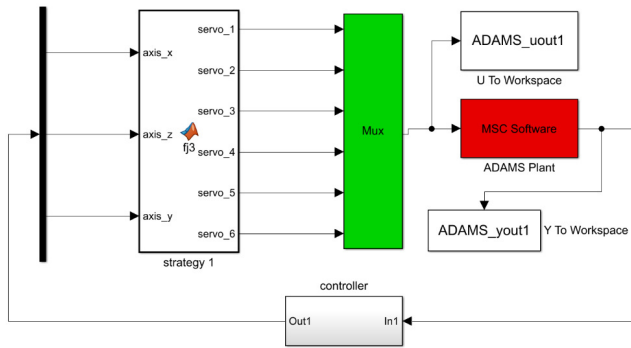 servo_1
axis_x
servo_2
servo_3
axis_z
fj3
servo_4
servo_5
axis_y
servo_6
strategy 1
Mux
ADAMS_uout1
U To Workspace
MSC Software
ADAMS Plant
ADAMS_yout1
Y To Workspace
controller
Out1
In1